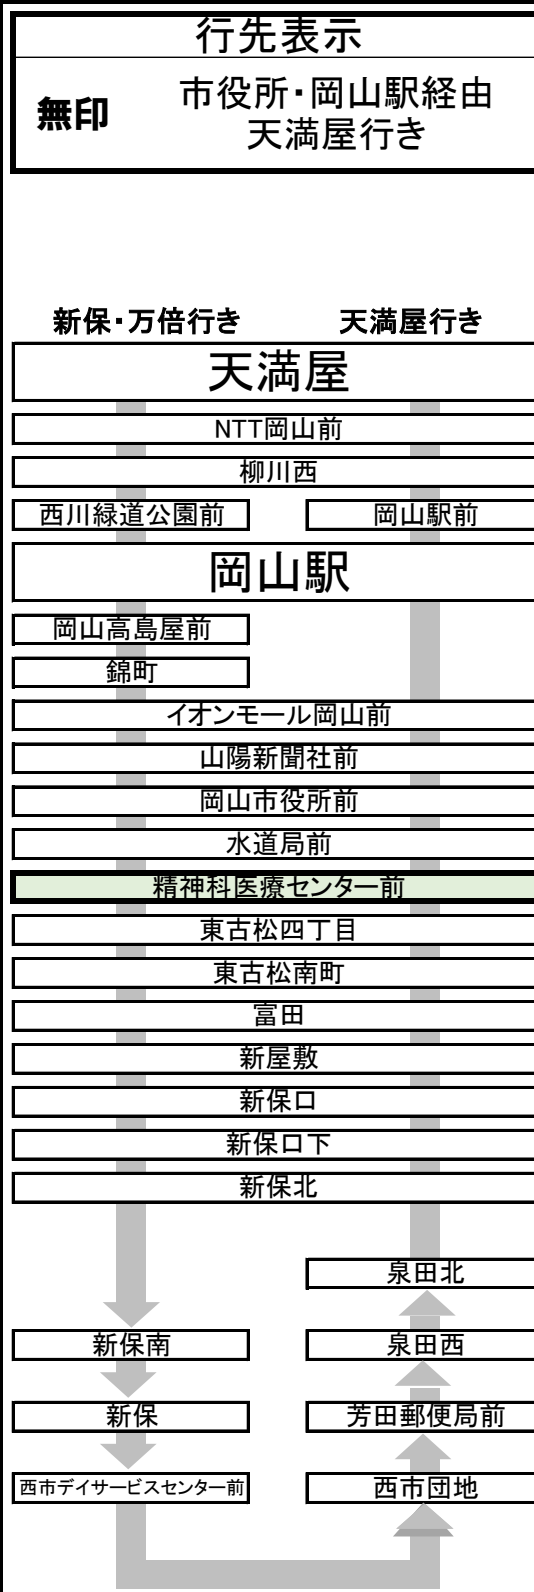 行先表示
無印
市役所・岡山駅経由
天満屋行き
新保・万倍行き
天満屋行き
天満屋
NTT岡山前
柳川西
西川緑道公園前
岡山駅前
岡山駅
岡山高島屋前
錦町
イオンモール岡山前
山陽新聞社前
岡山市役所前
水道局前
精神科医療センター前
東古松四丁目
東古松南町
富田
新屋敷
新保口
新保口下
新保北
泉田北
新保南
泉田西
新保
芳田郵便局前
西市デイサービスセンター前
西市団地